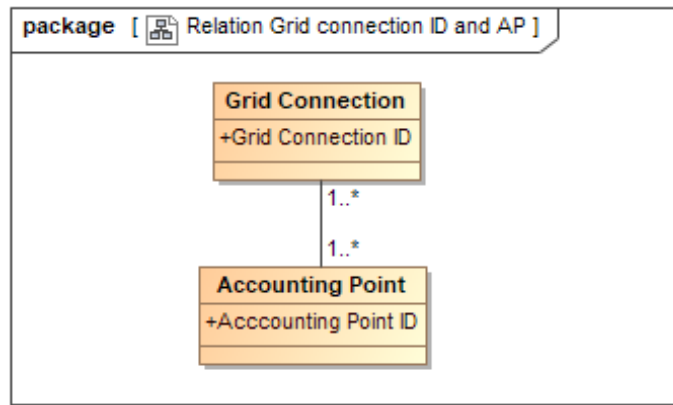 package [ Relation Grid connection ID and AP ]
Grid Connection
+Grid Connection ID
1..*
1..*
Accounting Point
+Acccounting Point ID